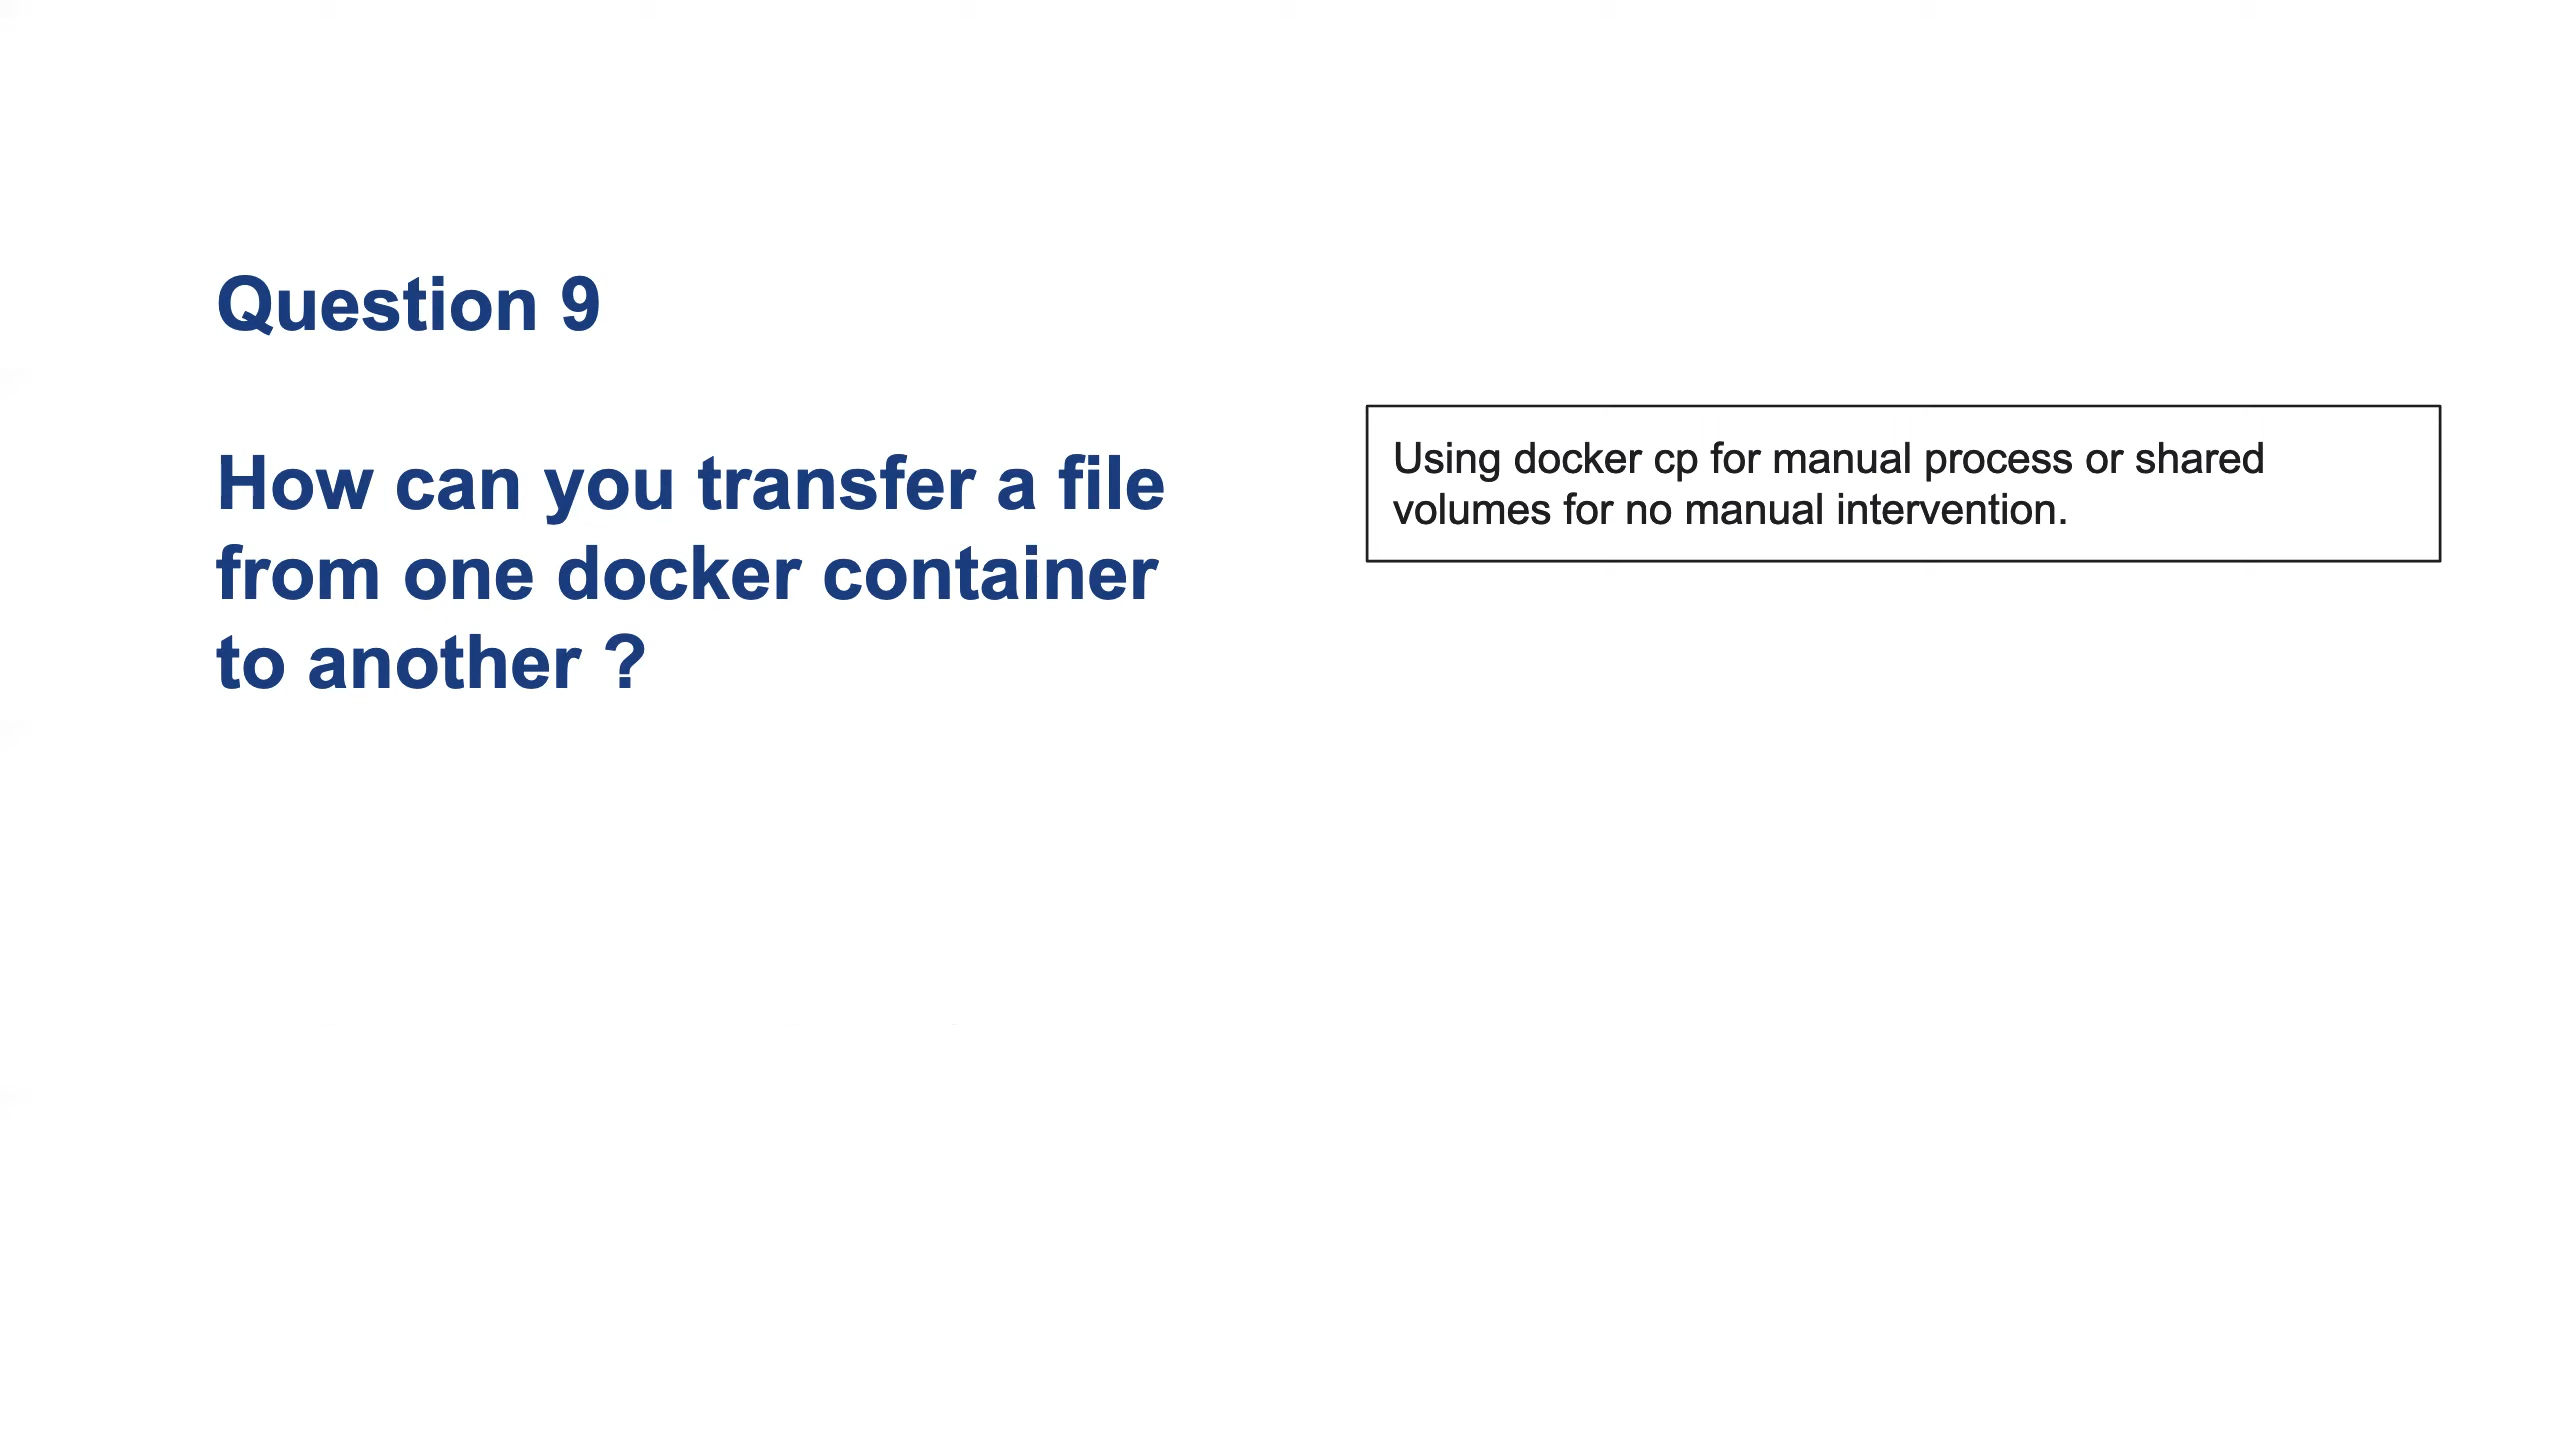 Question 9
How can you transfer a file
from one docker container
to another ?
Using docker cp for manual process or shared
volumes for no manual intervention.